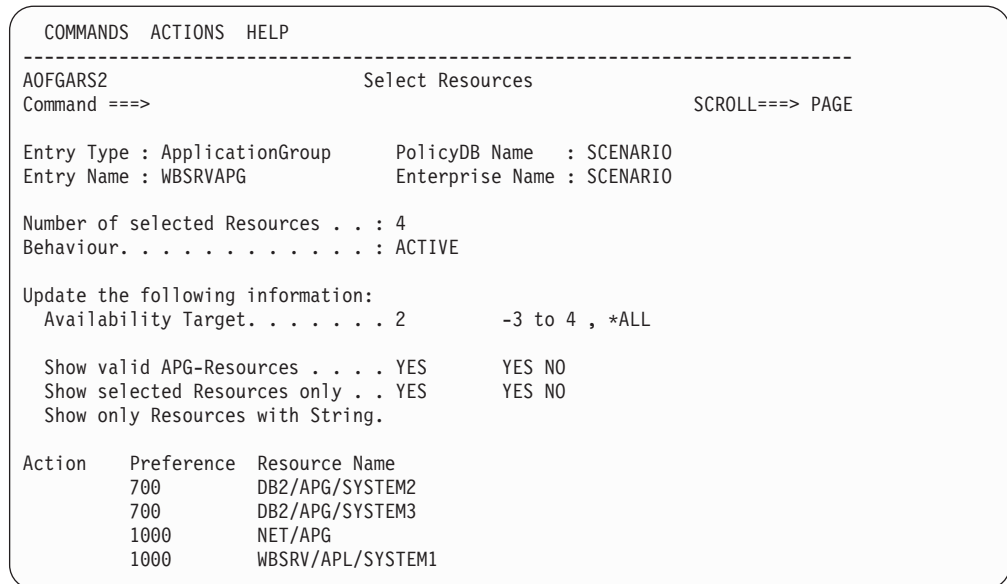 COMMANDS ACTIONS HELP
-------------------------------------------------------------------------------
AOFGARS2 Select Resources
Command ===> SCROLL===> PAGE
Entry Type : ApplicationGroup PolicyDB Name : SCENARIO
Entry Name : WBSRVAPG Enterprise Name : SCENARIO
Number of selected Resources . . : 4
Behaviour. . . . . . . . . . . . : ACTIVE
Update the following information:
Availability Target. . . . . . . 2 -3 to 4 , *ALL
Show valid APG-Resources . . . . YES YES NO
Show selected Resources only . . YES YES NO
Show only Resources with String.
Action Preference Resource Name
700 DB2/APG/SYSTEM2
700 DB2/APG/SYSTEM3
1000 NET/APG
1000 WBSRV/APL/SYSTEM1